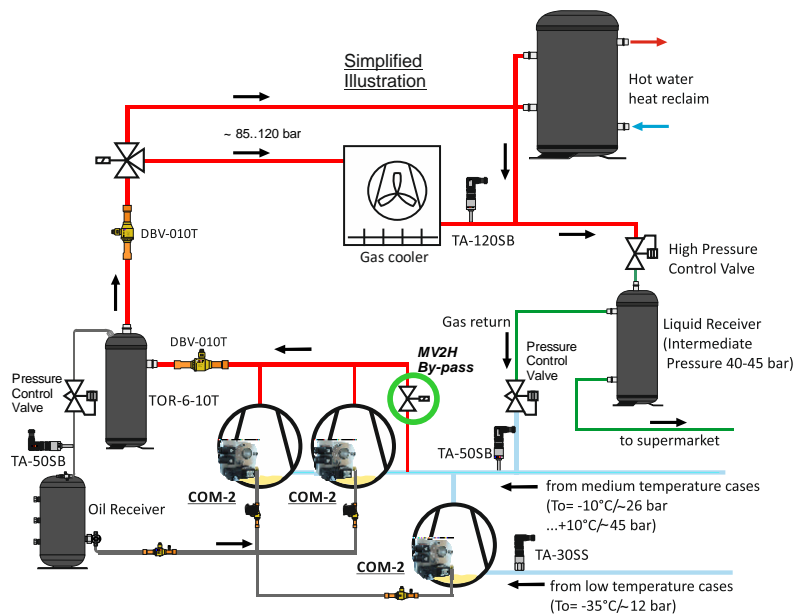 Simplified
Illustration
Hot water
heat reclaim
~ 85..120 bar
DBV-010T
Gas cooler
TA-120SB
High Pressure
Control Valve
Gas return
DBV-010T
MV2H
By-pass
Pressure
Control
Valve
Liquid Receiver
(Intermediate
Pressure 40-45 bar)
Pressure
Control
Valve
TOR-6-10T
to supermarket
TA-50SB
TA-50SB
COM-2
COM-2
from medium temperature cases
(To= -10°C/~26 bar
...+10°C/~45 bar)
Oil Receiver
COM-2
TA-30SS
from low temperature cases
(To= -35°C/~12 bar)